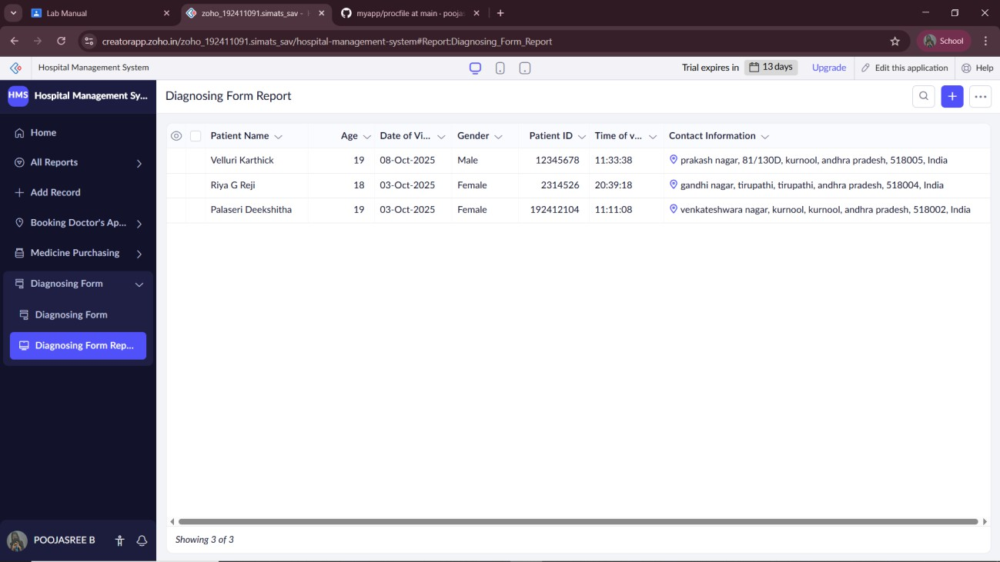 Lab Manual
zoho_192411091.simats_sav -
myapp/procfile at main · pooja
creatorapp.zoho.in/zoho_192411091.simats_sav/hospital-management-system#Report:Diagnosing_Form_Report
School
Hospital Management System
Trial expires in 13 days Upgrade Edit this application Help
HMS Hospital Management Sy...
Diagnosing Form Report
Home
All Reports
Add Record
Booking Doctor's Ap...
Medicine Purchasing
Diagnosing Form
Diagnosing Form
Diagnosing Form Rep...
Patient Name Age Date of Vi... Gender Patient ID Time of v... Contact Information
Velluri Karthick 19 08-Oct-2025 Male 12345678 11:33:38 prakash nagar, 81/130D, kurnool, andhra pradesh, 518005, India
Riya G Reji 18 03-Oct-2025 Female 2314526 20:39:18 gandhi nagar, tirupathi, tirupathi, andhra pradesh, 518004, India
Palaseri Deekshitha 19 03-Oct-2025 Female 192412104 11:11:08 venkateshwara nagar, kurnool, kurnool, andhra pradesh, 518002, India
Showing 3 of 3
POOJASREE B